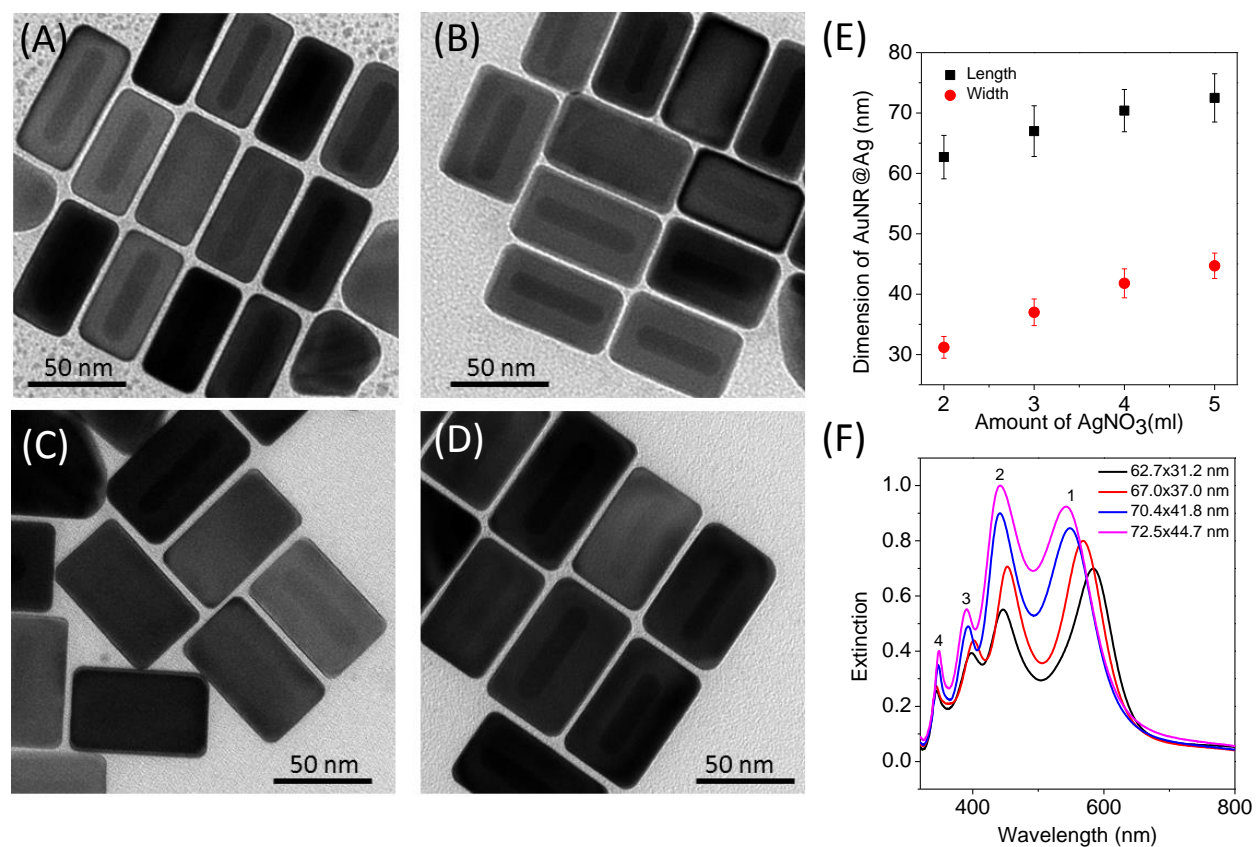 (A)
50 nm
(B)
50 nm
(C)
50 nm
(D)
50 nm
(E)
Dimension of AuNR@Ag (nm)
80
70
60
50
40
30
Length
Width
2 3 4 5
Amount of AgNO3(ml)
(F)
Extinction
1.0
0.8
0.6
0.4
0.2
0.0
4
3
2
1
62.7x31.2 nm
67.0x37.0 nm
70.4x41.8 nm
72.5x44.7 nm
400 600 800
Wavelength (nm)